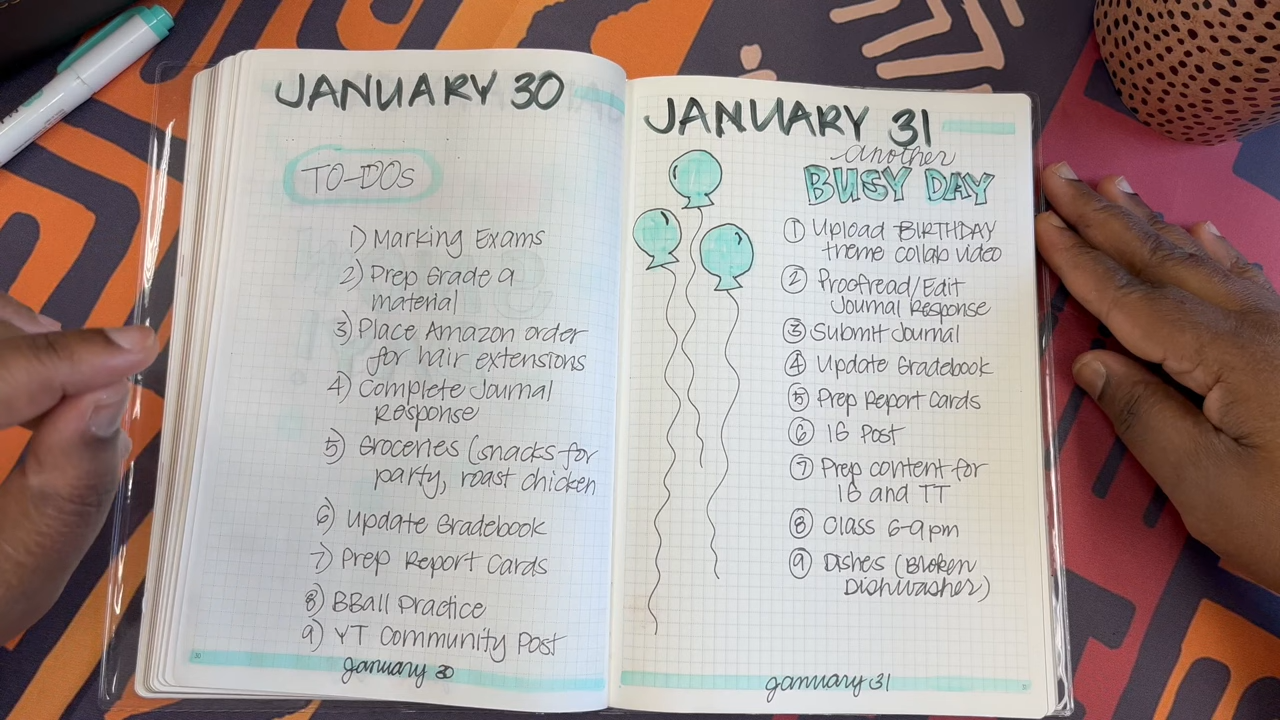 JANUARY 30
TO-DOs
1) Marking Exams
2) Prep Grade 9
material
3) Place Amazon order
for hair extensions
4) Complete Journal
Response
5) Groceries (snacks for
party, roast chicken
6) Update Gradebook
7) Prep Report Cards
8) BBall Practice
9) YT Community Post
30
january 30
JANUARY 31
another
BUSY DAY
1 Upload BIRTHDAY
theme collab video
2 Proofread/Edit
Journal Response
3 Submit Journal
4 Update Gradebook
5 Prep Report Cards
6 IG Post
7 Prep content for
IG and TT
8 Class 6-9pm
9 Dishes (Broken
Dishwasher)
january 31